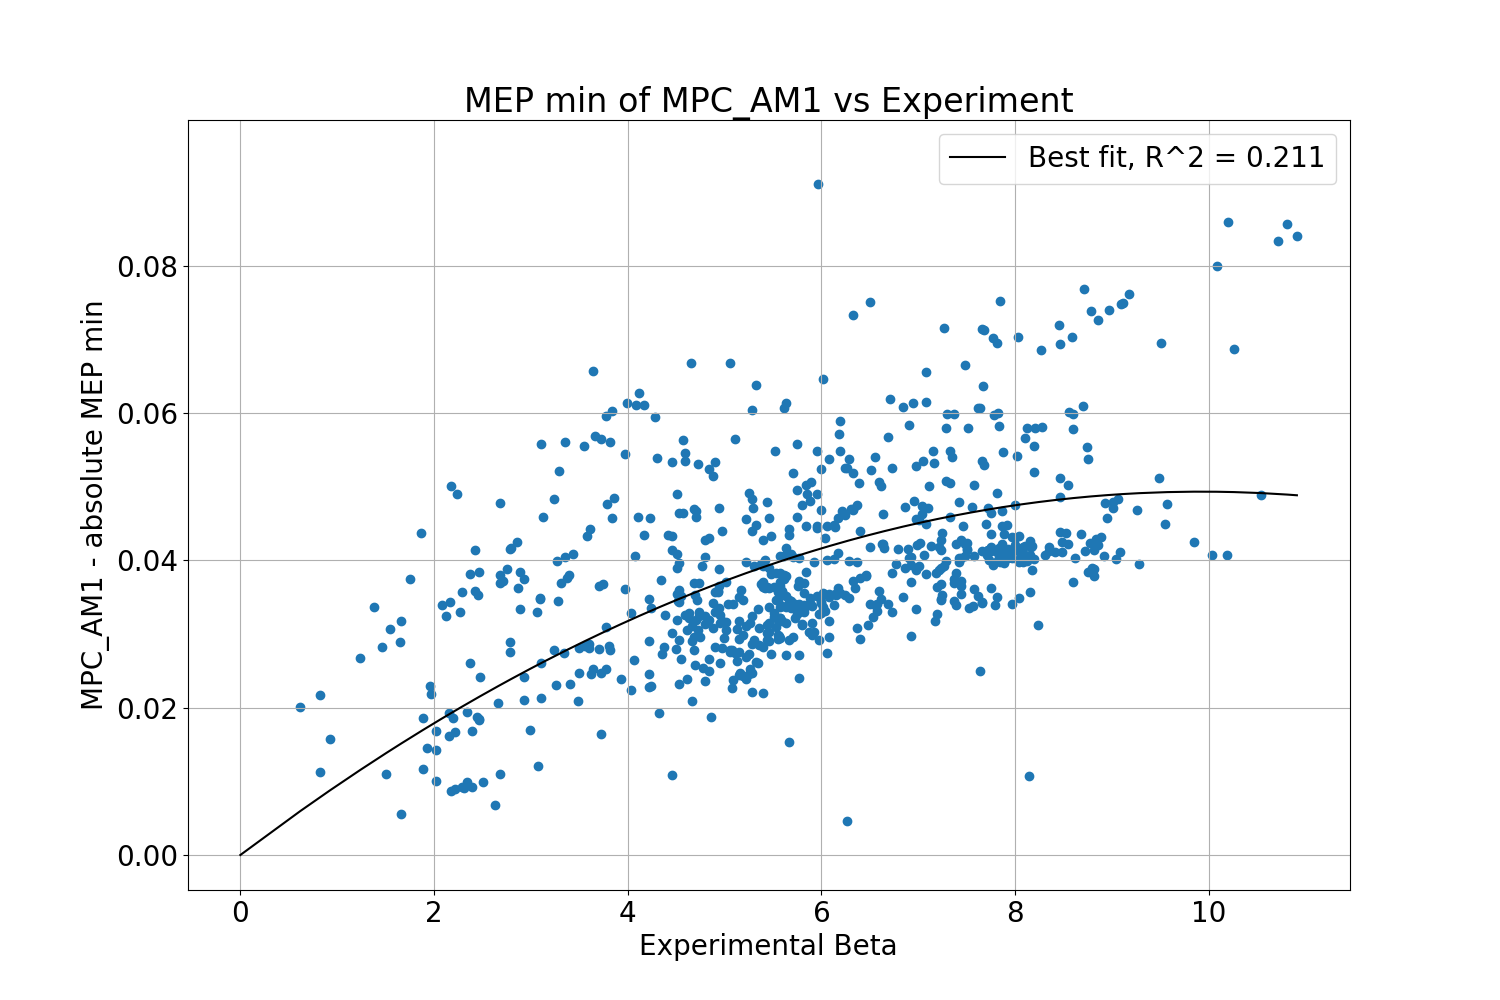 MEP min of MPC_AM1 vs Experiment
Best fit, R^2 = 0.211
MPC_AM1 - absolute MEP min
0.08
0.06
0.04
0.02
0.00
0 2 4 6 8 10
Experimental Beta